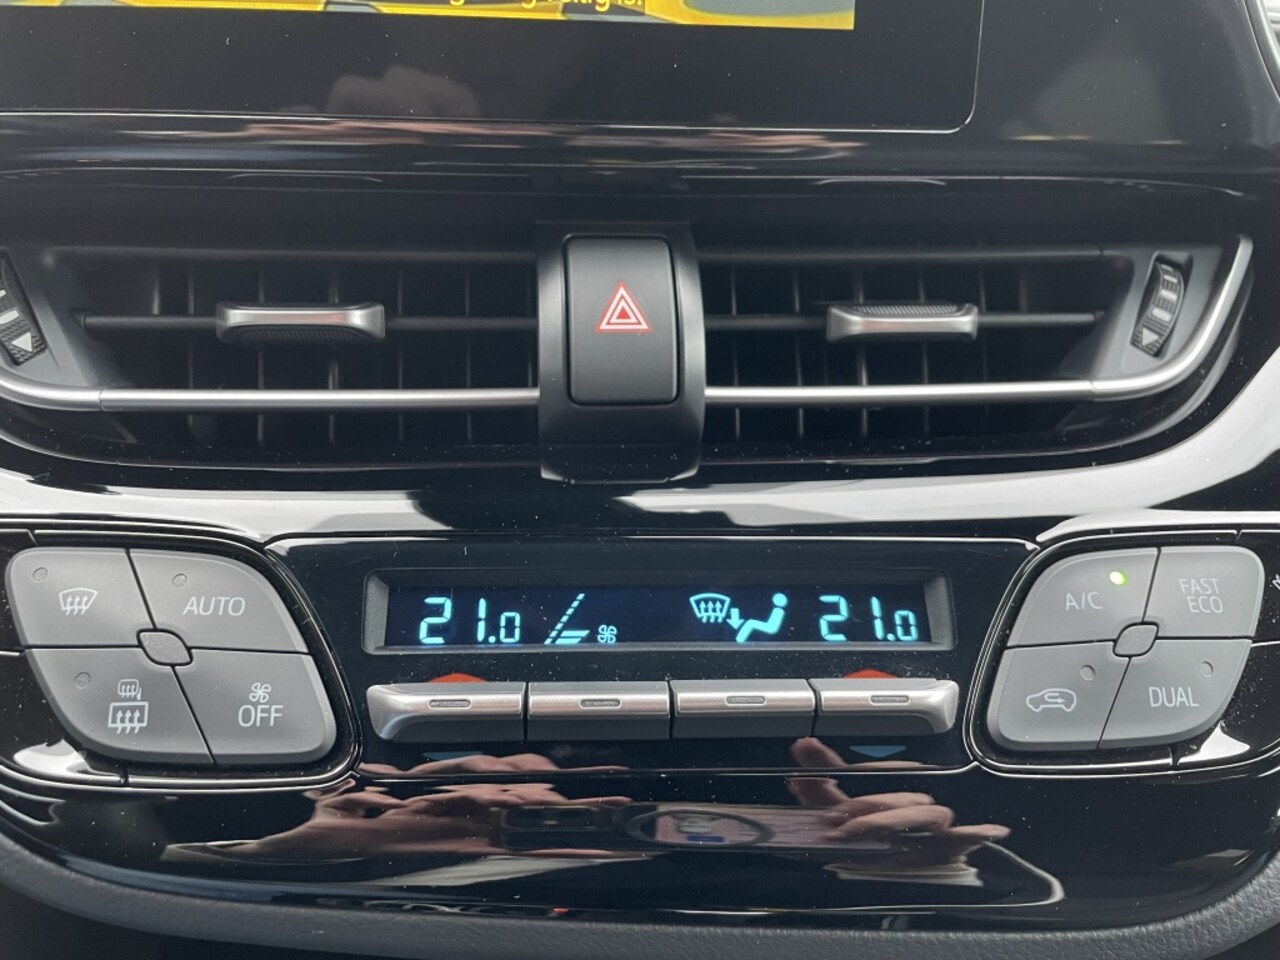 21.0
21.0
AUTO
OFF
A/C
FAST
ECO
DUAL